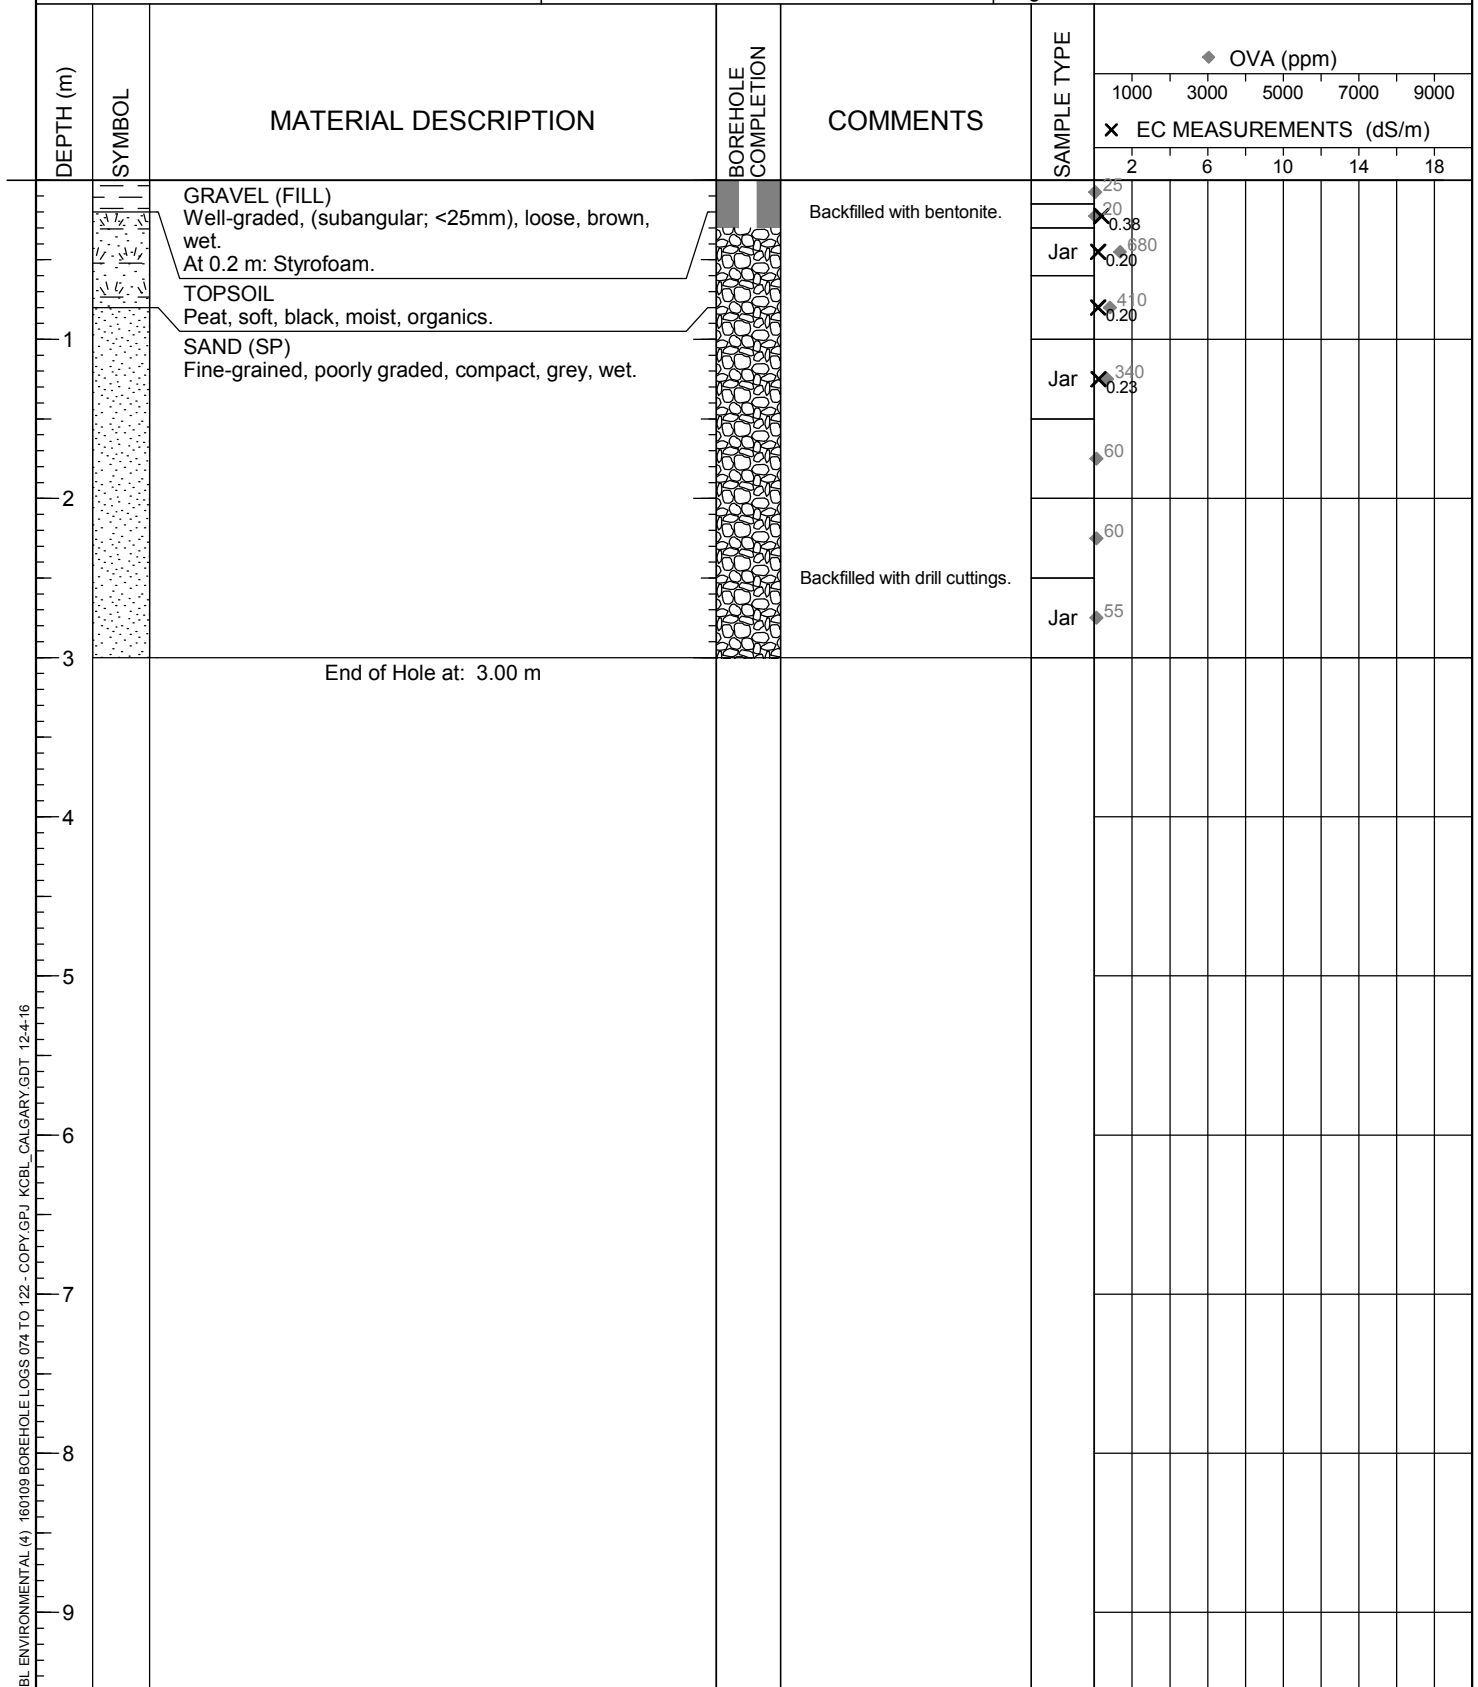 DEPTH (m)
SYMBOL
MATERIAL DESCRIPTION
BOREHOLE
COMPLETION
COMMENTS
SAMPLE TYPE
OVA (ppm)
1000 3000 5000 7000 9000
EC MEASUREMENTS (dS/m)
2 6 10 14 18
GRAVEL (FILL)
Well-graded, (subangular; <25mm), loose, brown,
wet.
At 0.2 m: Styrofoam.
TOPSOIL
Peat, soft, black, moist, organics.
SAND (SP)
Fine-grained, poorly graded, compact, grey, wet.
End of Hole at: 3.00 m
Backfilled with bentonite.
Backfilled with drill cuttings.
Jar
Jar
Jar
25
20
0.38
680
0.20
410
0.20
340
0.23
60
60
55
1
2
3
4
5
6
7
8
9
BL ENVIRONMENTAL (4) 160109 BOREHOLE LOGS 074 TO 122 - COPY.GPJ KCBL_CALGARY.GDT 12-4-16